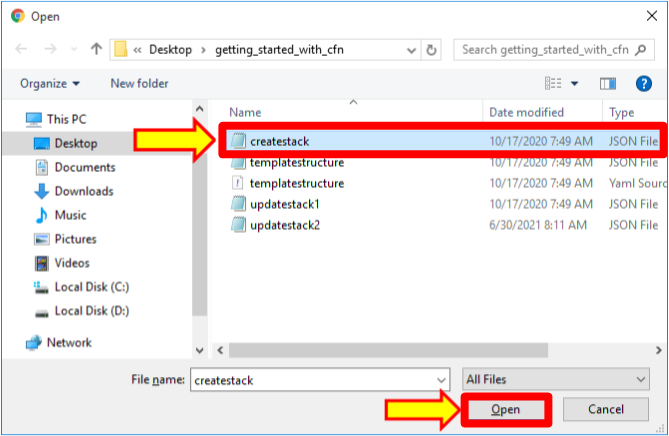 Open
« Desktop > getting_started_with_cfn
Search getting_started_with_cfn
Organize
New folder
?
Name
Date modified
Type
This PC
Desktop
Documents
Downloads
Music
Pictures
Videos
Local Disk (C:)
Local Disk (D:)
Network
createstack 10/17/2020 7:49 AM JSON File
templatestructure 10/17/2020 7:49 AM JSON File
templatestructure 10/17/2020 7:49 AM Yaml Sourc
updatestack1 10/17/2020 7:49 AM JSON File
updatestack2 6/30/2021 8:11 AM JSON File
File name: createstack
All Files
Open
Cancel